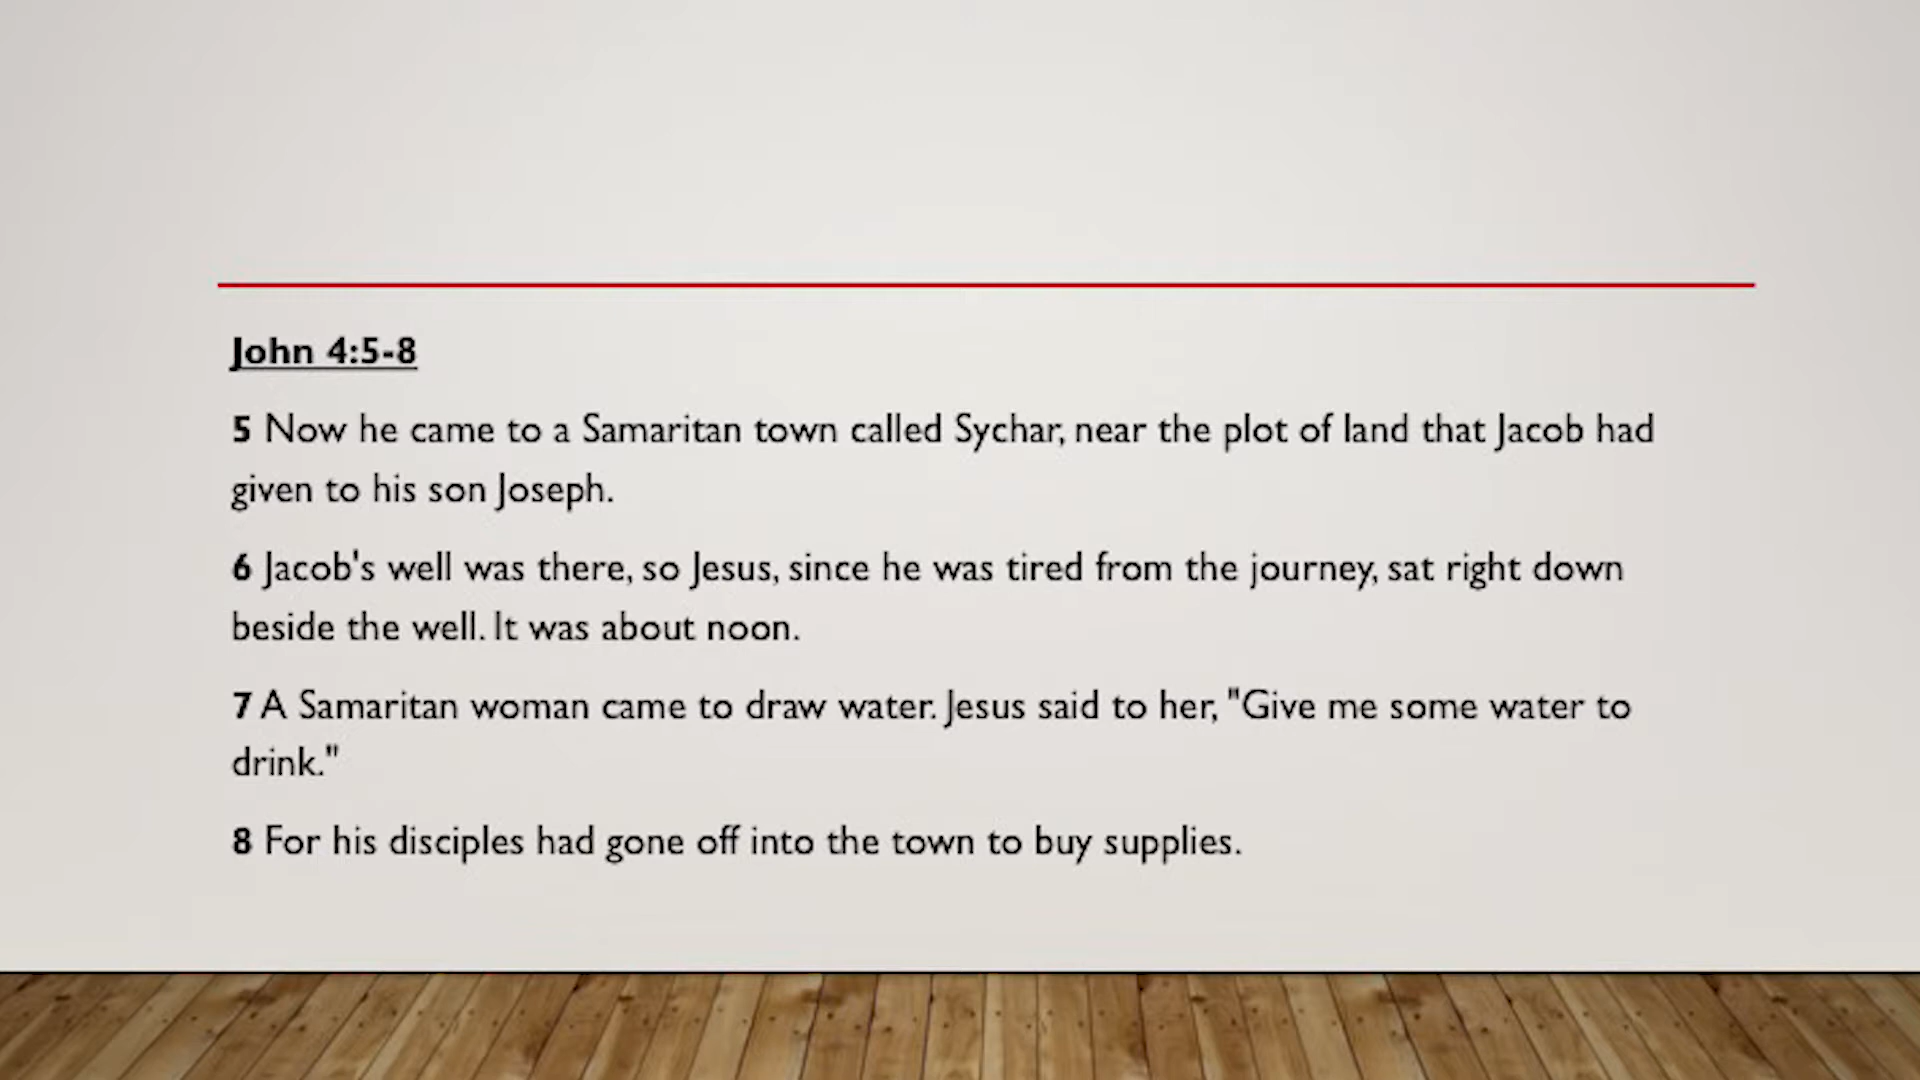 John 4:5-8
5 Now he came to a Samaritan town called Sychar, near the plot of land that Jacob had
given to his son Joseph.
6 Jacob's well was there, so Jesus, since he was tired from the journey, sat right down
beside the well. It was about noon.
7 A Samaritan woman came to draw water. Jesus said to her, "Give me some water to
drink."
8 For his disciples had gone off into the town to buy supplies.